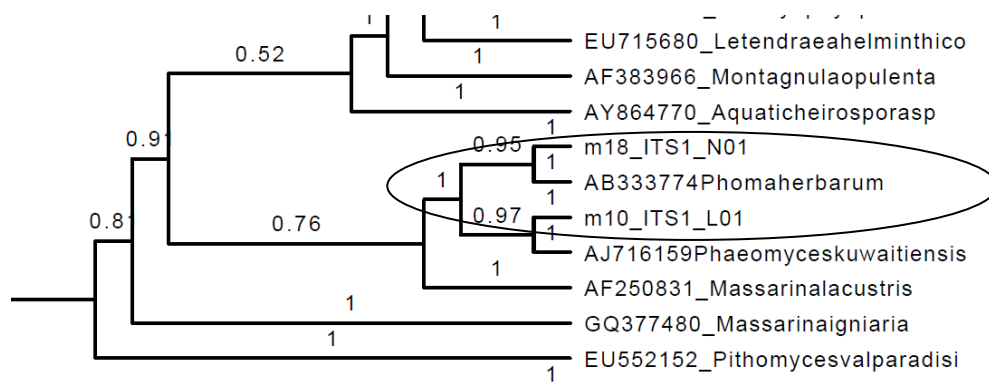 1
1
EU715680_Letendraeahelminthico
0.52
1
AF383966_Montagnulaopulenta
1
AY864770_Aquaticheirosporasp
1
0.91
0.95
m18_ITS1_N01
1
1
AB333774Phomaherbarum
1
0.81
0.76
0.97
m10_ITS1_L01
1
AJ716159Phaeomyceskuwaitiensis
1
AF250831_Massarinalacustris
1
GQ377480_Massarinaigniaria
1
EU552152_Pithomycesvalparadisi
1